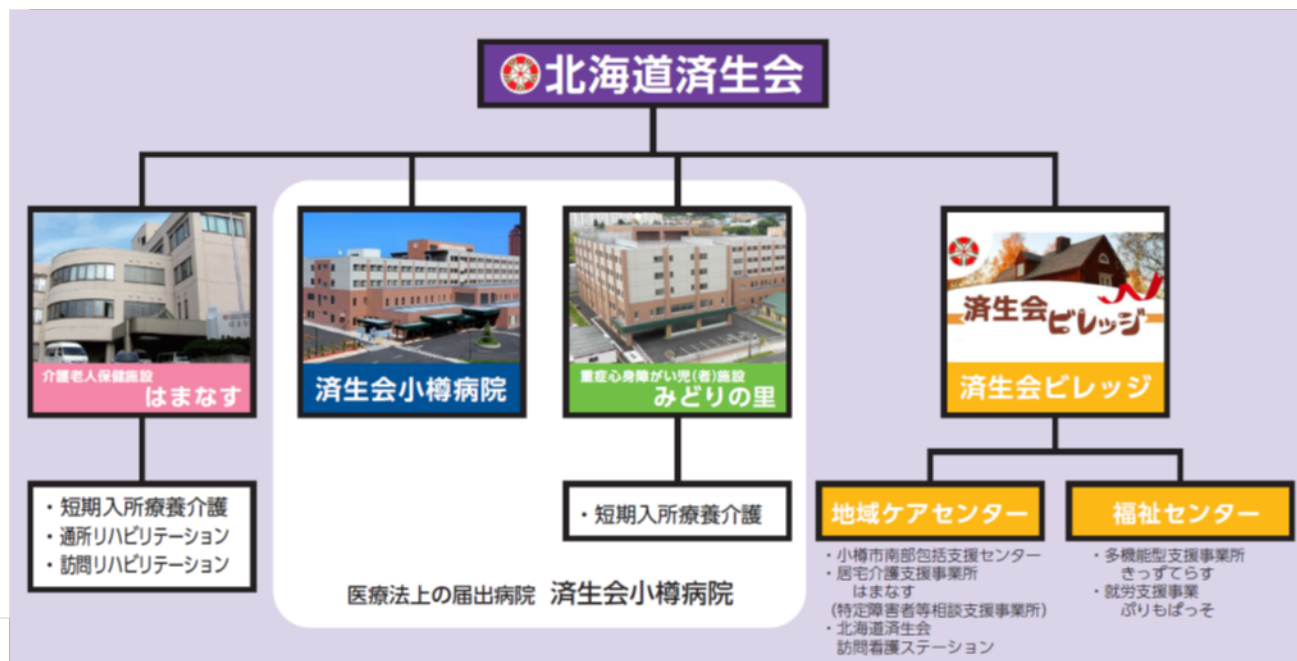 北海道済生会
介護老人保健施設
はまなす
済生会小樽病院
重症心身障がい児(者)施設
みどりの里
済生会
ビレッジ
済生会ビレッジ
・短期入所療養介護
・通所リハビリテーション
・訪問リハビリテーション
・短期入所療養介護
医療法上の届出病院 済生会小樽病院
地域ケアセンター
・小樽市南部包括支援センター
・居宅介護支援事業所
はまなす
(特定障害者等相談支援事業所)
・北海道済生会
訪問看護ステーション
福祉センター
・多機能型支援事業所
きっずてらす
・就労支援事業
ぷりもぱっそ